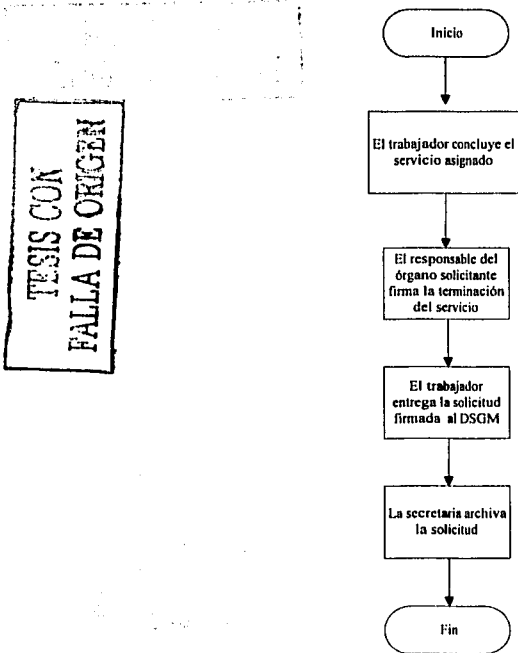 TESIS CON
FALLA DE ORIGEN
Inicio
El trabajador concluye el
servicio asignado
El responsable del
órgano solicitante
firma la terminación
del servicio
El trabajador
entrega la solicitud
firmada al DSGM
La secretaria archiva
la solicitud
Fin